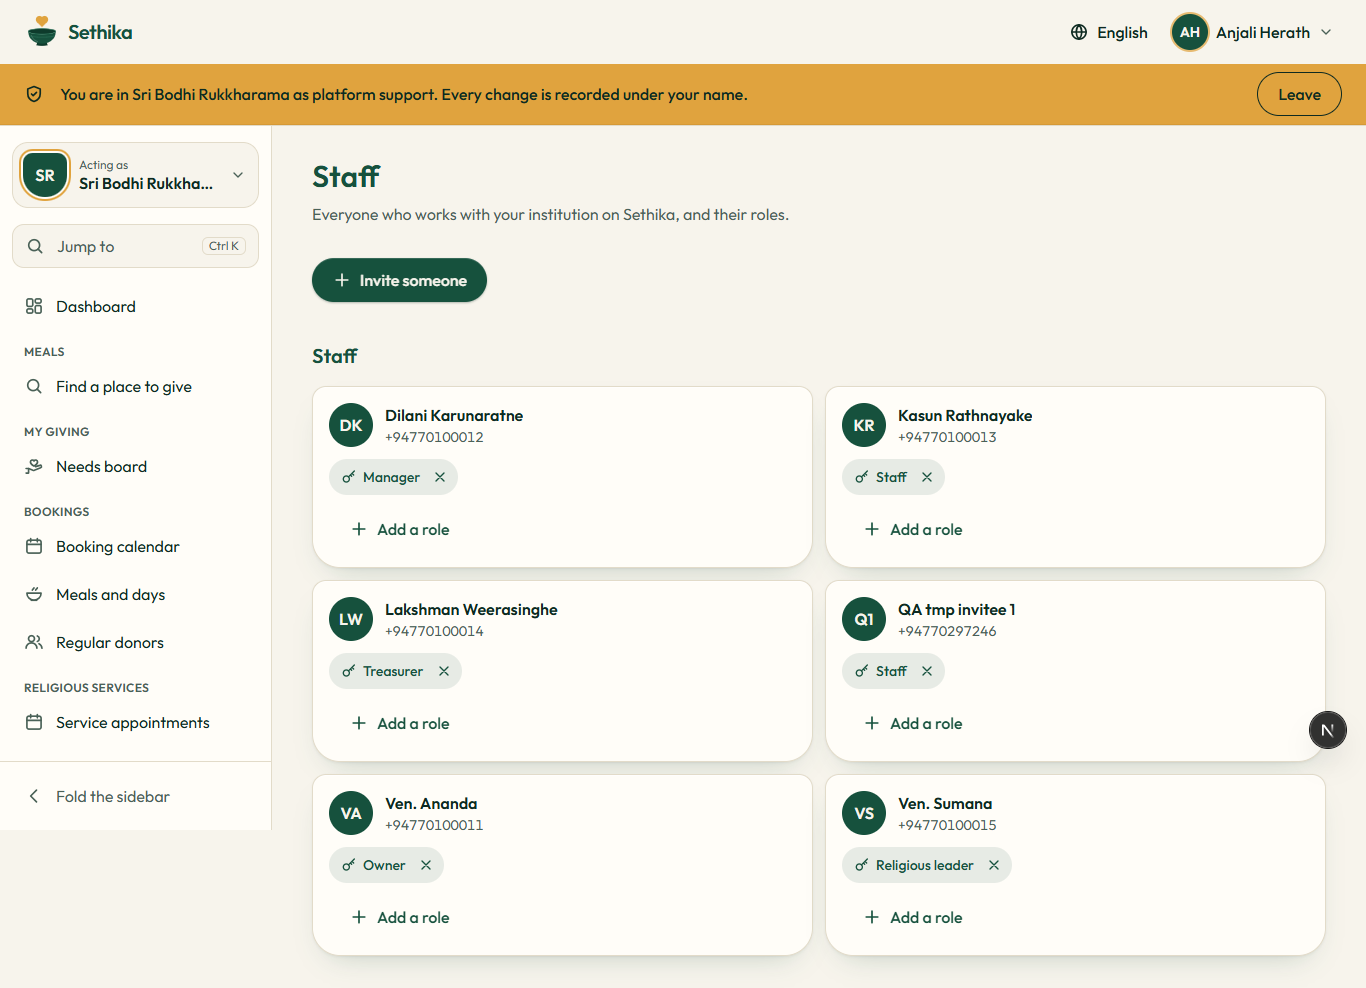 Sethika
English
AH
Anjali Herath
You are in Sri Bodhi Rukkharama as platform support. Every change is recorded under your name.
Leave
SR
Acting as
Sri Bodhi Rukkha...
Jump to
Ctrl K
Dashboard
MEALS
Find a place to give
MY GIVING
Needs board
BOOKINGS
Booking calendar
Meals and days
Regular donors
RELIGIOUS SERVICES
Service appointments
Fold the sidebar
Staff
Everyone who works with your institution on Sethika, and their roles.
Invite someone
Staff
DK
Dilani Karunaratne
+94770100012
Manager
Add a role
KR
Kasun Rathnayake
+94770100013
Staff
Add a role
LW
Lakshman Weerasinghe
+94770100014
Treasurer
Add a role
Q1
QA tmp invitee 1
+94770297246
Staff
Add a role
N
VA
Ven. Ananda
+94770100011
Owner
Add a role
VS
Ven. Sumana
+94770100015
Religious leader
Add a role